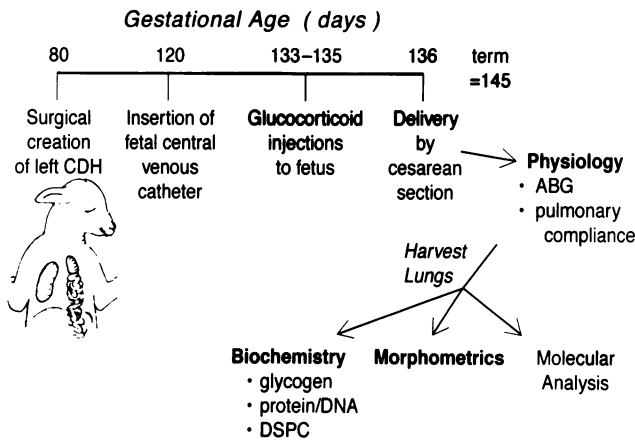 Gestational Age ( days )
80 120 133–135 136 term
=145
Surgical
creation
of left CDH
Insertion of
fetal central
venous
catheter
Glucocorticoid
injections
to fetus
Delivery
by
cesarean
section
Physiology
· ABG
· pulmonary
compliance
Harvest
Lungs
Biochemistry
· glycogen
· protein/DNA
· DSPC
Morphometrics
Molecular
Analysis